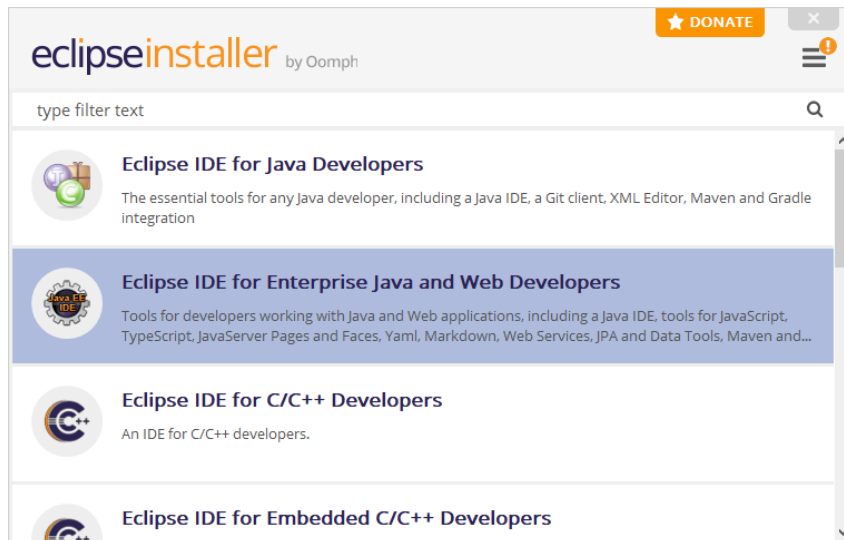 DONATE
eclipseinstaller by Oomph
type filter text
Eclipse IDE for Java Developers
The essential tools for any Java developer, including a Java IDE, a Git client, XML Editor, Maven and Gradle
integration
Java EE
IDE
Eclipse IDE for Enterprise Java and Web Developers
Tools for developers working with Java and Web applications, including a Java IDE, tools for JavaScript,
TypeScript, JavaServer Pages and Faces, Yaml, Markdown, Web Services, JPA and Data Tools, Maven and...
C++
Eclipse IDE for C/C++ Developers
An IDE for C/C++ developers.
Eclipse IDE for Embedded C/C++ Developers